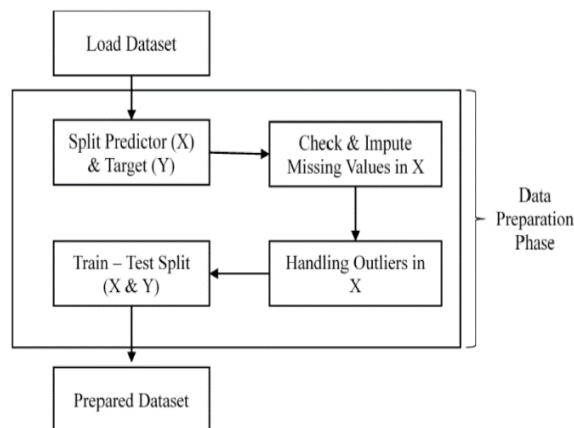 Load Dataset
Split Predictor (X)
& Target (Y)
Check & Impute
Missing Values in X
Data
Preparation
Phase
Train – Test Split
(X & Y)
Handling Outliers in
X
Prepared Dataset